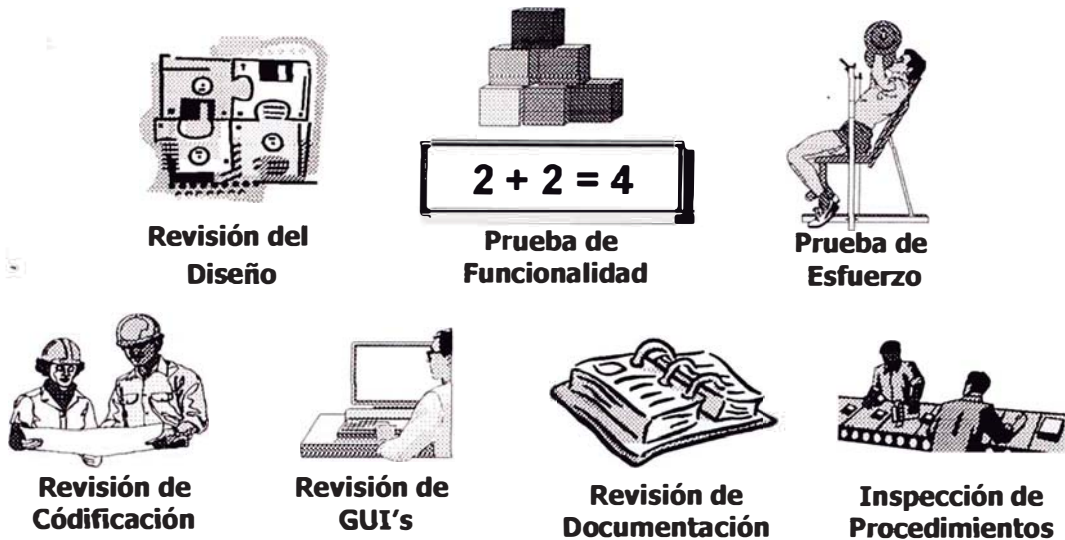 2 + 2 = 4
Revisión del
Diseño
Prueba de
Funcionalidad
Prueba de
Esfuerzo
Revisión de
Códificación
Revisión de
GUI's
Revisión de
Documentación
Inspección de
Procedimientos